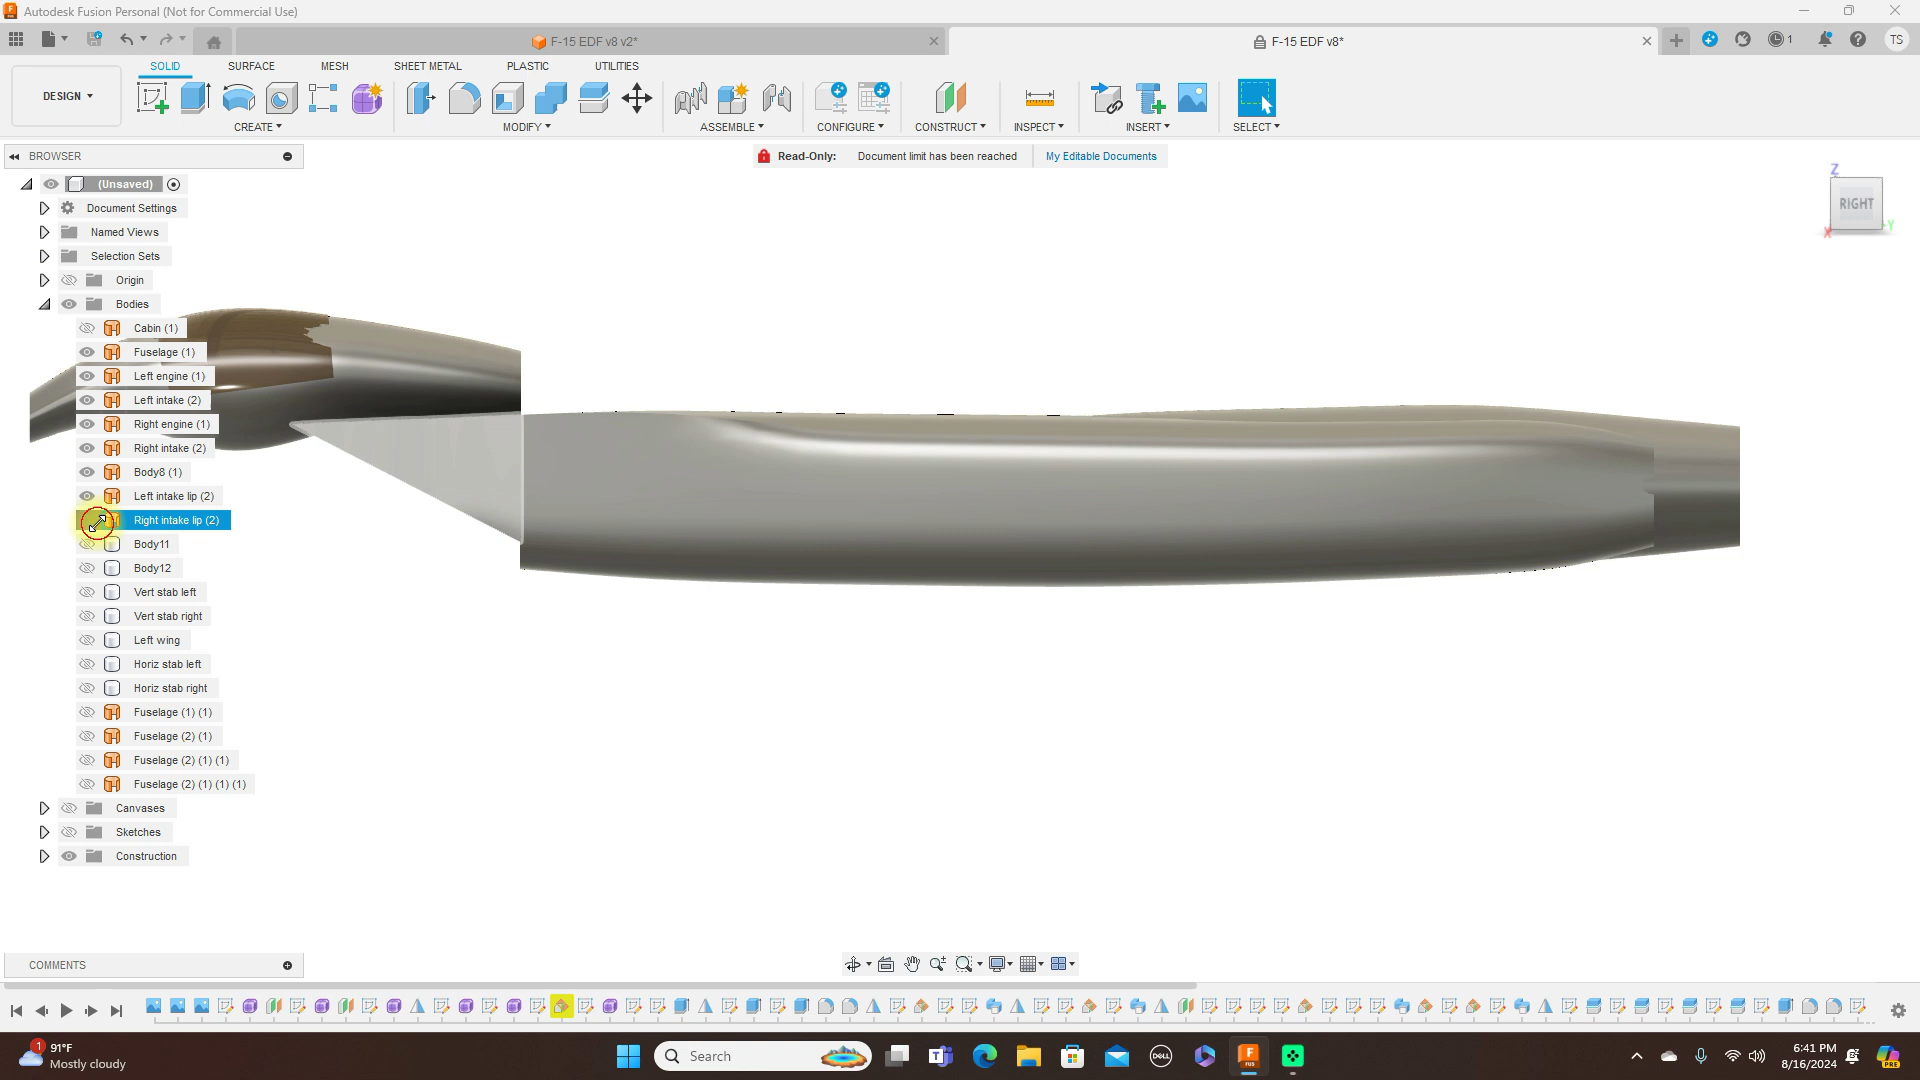 Autodesk Fusion Personal (Not for Commercial Use)
F-15 EDF v8 v2*
F-15 EDF v8*
1
TS
DESIGN
SOLID
SURFACE
MESH
SHEET METAL
PLASTIC
UTILITIES
CREATE
MODIFY
ASSEMBLE
CONFIGURE
CONSTRUCT
INSPECT
INSERT
SELECT
BROWSER
Read-Only: Document limit has been reached My Editable Documents
Z
RIGHT
X
Y
(Unsaved)
Document Settings
Named Views
Selection Sets
Origin
Bodies
Cabin (1)
Fuselage (1)
Left engine (1)
Left intake (2)
Right engine (1)
Right intake (2)
Body8 (1)
Left intake lip (2)
Right intake lip (2)
Body11
Body12
Vert stab left
Vert stab right
Left wing
Horiz stab left
Horiz stab right
Fuselage (1) (1)
Fuselage (2) (1)
Fuselage (2) (1) (1)
Fuselage (2) (1) (1) (1)
Canvases
Sketches
Construction
COMMENTS
1
91°F
Mostly cloudy
Search
DELL
F
FUS
6:41 PM
8/16/2024
PRE